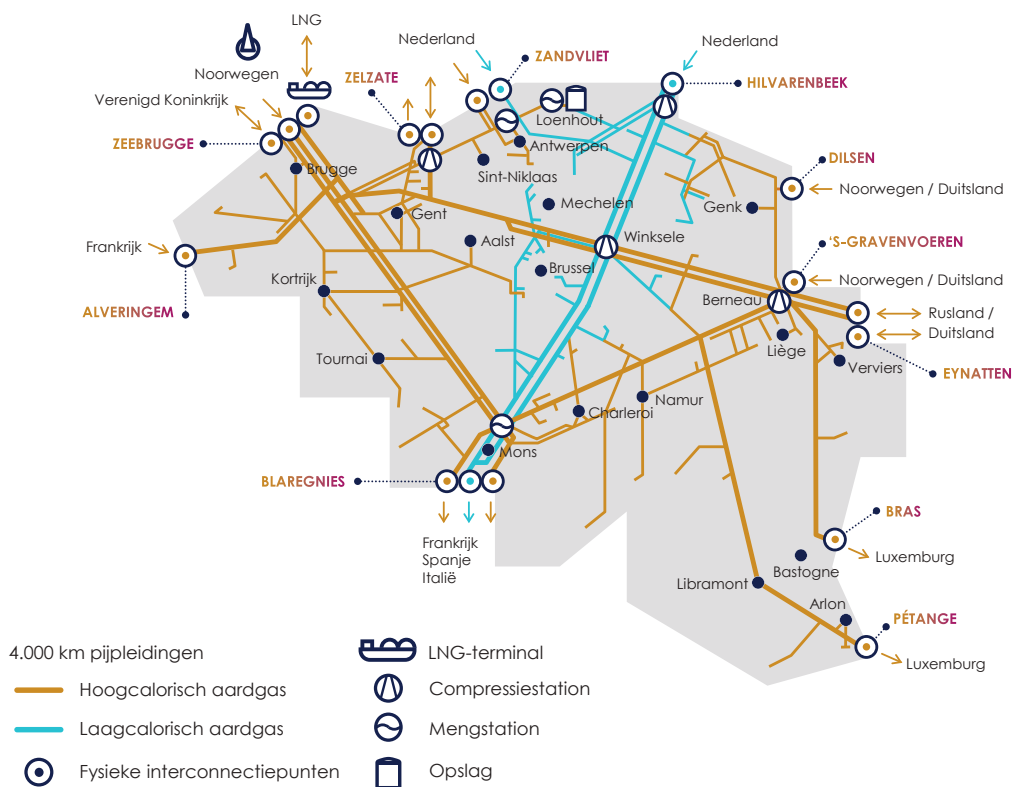 LNG
Noorwegen
Verenigd Koninkrijk
ZEEBRUGGE
ZELZATE
Nederland
ZANDVLIET
Nederland
HILVARENBEEK
Loenhout
Antwerpen
Sint-Niklaas
Brugge
Gent
Mechelen
Genk
DILSEN
Noorwegen / Duitsland
Frankrijk
Aalst
Brussel
Winksele
'S-GRAVENVOEREN
Noorwegen / Duitsland
ALVERINGEM
Kortrijk
Berneau
Rusland /
Duitsland
Liège
Verviers
EYNATTEN
Tournai
Charleroi
Namur
Mons
BLAREGNIES
Frankrijk
Spanje
Italië
BRAS
Luxemburg
Bastogne
Libramont
Arlon
PÉTANGE
Luxemburg
4.000 km pijpleidingen
Hoogcalorisch aardgas
Laagcalorisch aardgas
Fysieke interconnectiepunten
LNG-terminal
Compressiestation
Mengstation
Opslag